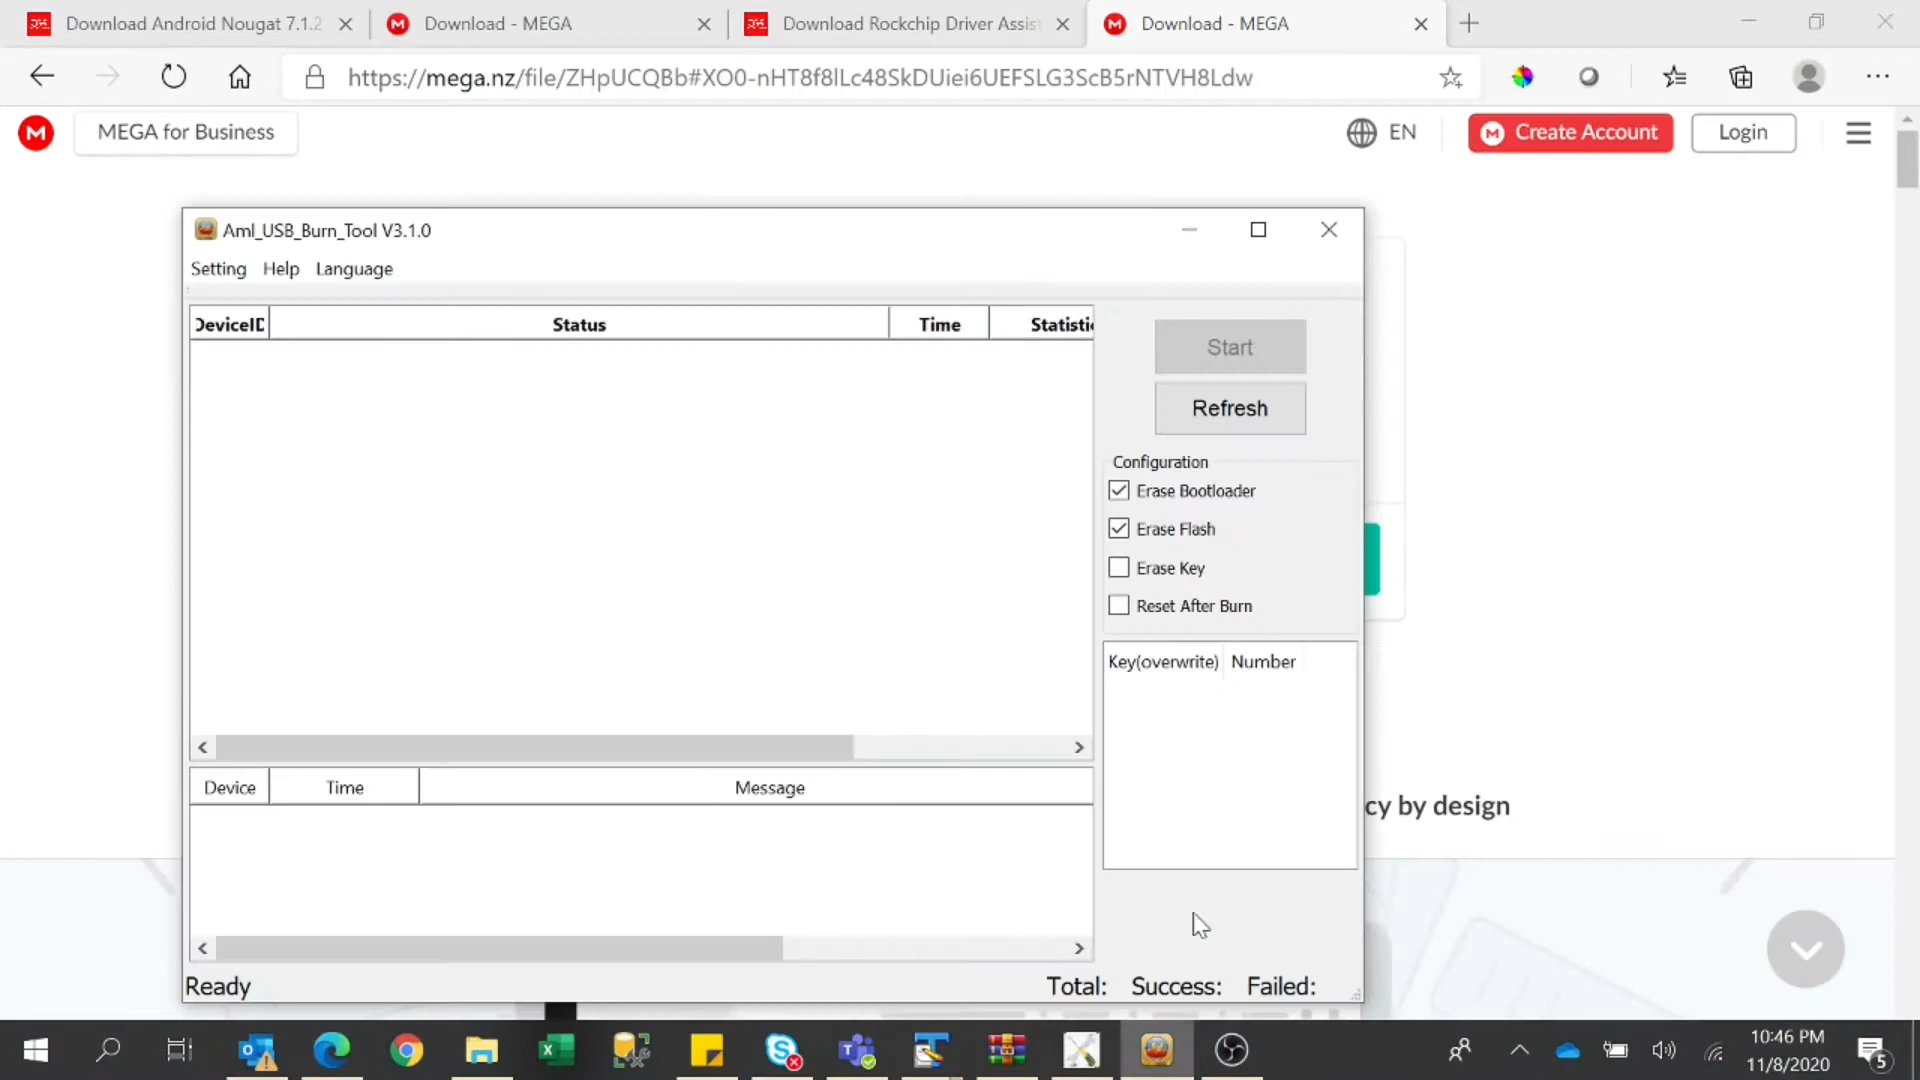 Download Android Nougat 7.1.2
Download - MEGA
Download Rockchip Driver Assis
Download - MEGA
https://mega.nz/file/ZHpUCQBb#XO0-nHT8f8lLc48SkDUiei6UEFSLG3ScB5rNTVH8Ldw
MEGA for Business
EN
Create Account
Login
Aml_USB_Burn_Tool V3.1.0
Setting Help Language
DeviceID Status Time Statistic
Start
Refresh
Configuration
Erase Bootloader
Erase Flash
Erase Key
Reset After Burn
Key(overwrite) Number
Device Time Message
cy by design
Ready
Total: Success: Failed:
10:46 PM
11/8/2020
5